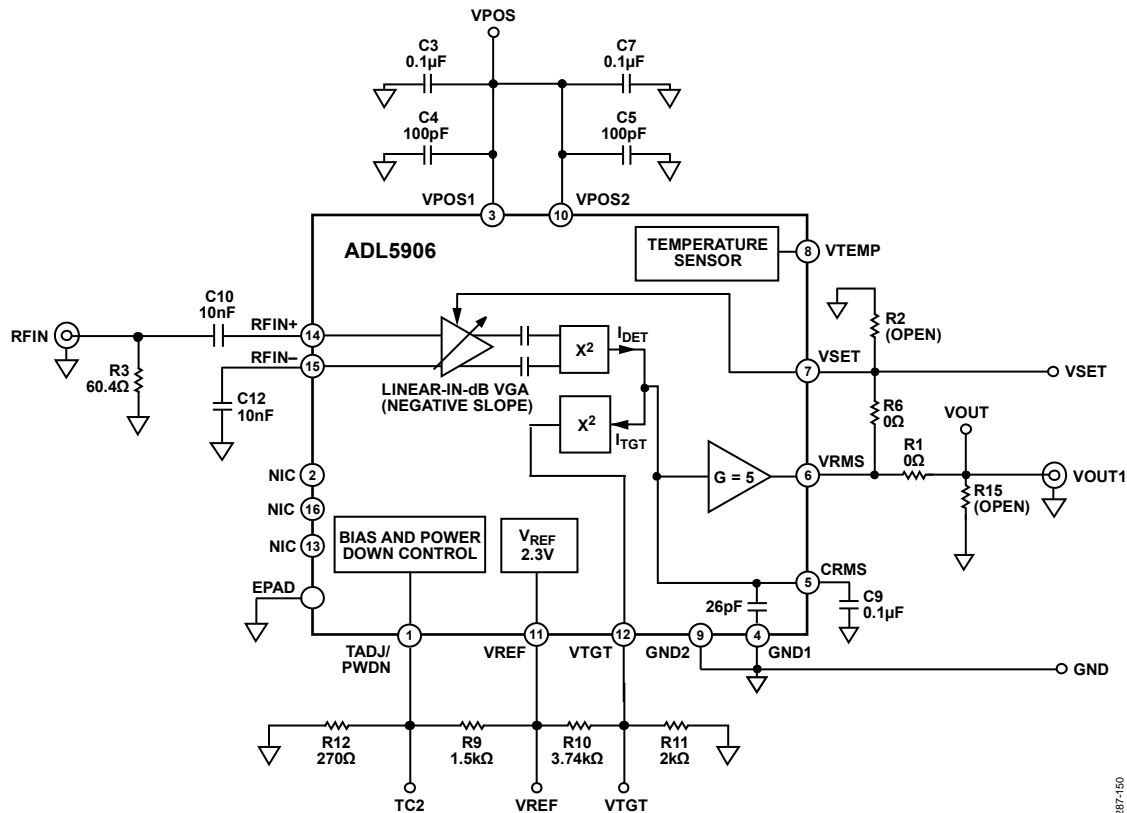 VPOS
C3
0.1µF
C7
0.1µF
C4
100pF
C5
100pF
VPOS1
3
10
VPOS2
ADL5906
TEMPERATURE
SENSOR
8
VTEMP
C10
10nF
RFIN
RFIN+
14
RFIN–
15
R3
60.4Ω
C12
10nF
LINEAR-IN-dB VGA
(NEGATIVE SLOPE)
X2
IDET
X2
ITGT
R2
(OPEN)
VSET
7
VSET
R6
0Ω
VOUT
R1
0Ω
G = 5
6
VRMS
VOUT1
R15
(OPEN)
NIC
2
NIC
16
NIC
13
EPAD
BIAS AND POWER
DOWN CONTROL
VREF
2.3V
CRMS
5
26pF
C9
0.1µF
1
11
12
9
4
TADJ/
PWDN
VREF
VTGT
GND2
GND1
GND
R12
270Ω
R9
1.5kΩ
R10
3.74kΩ
R11
2kΩ
TC2
VREF
VTGT
287-150